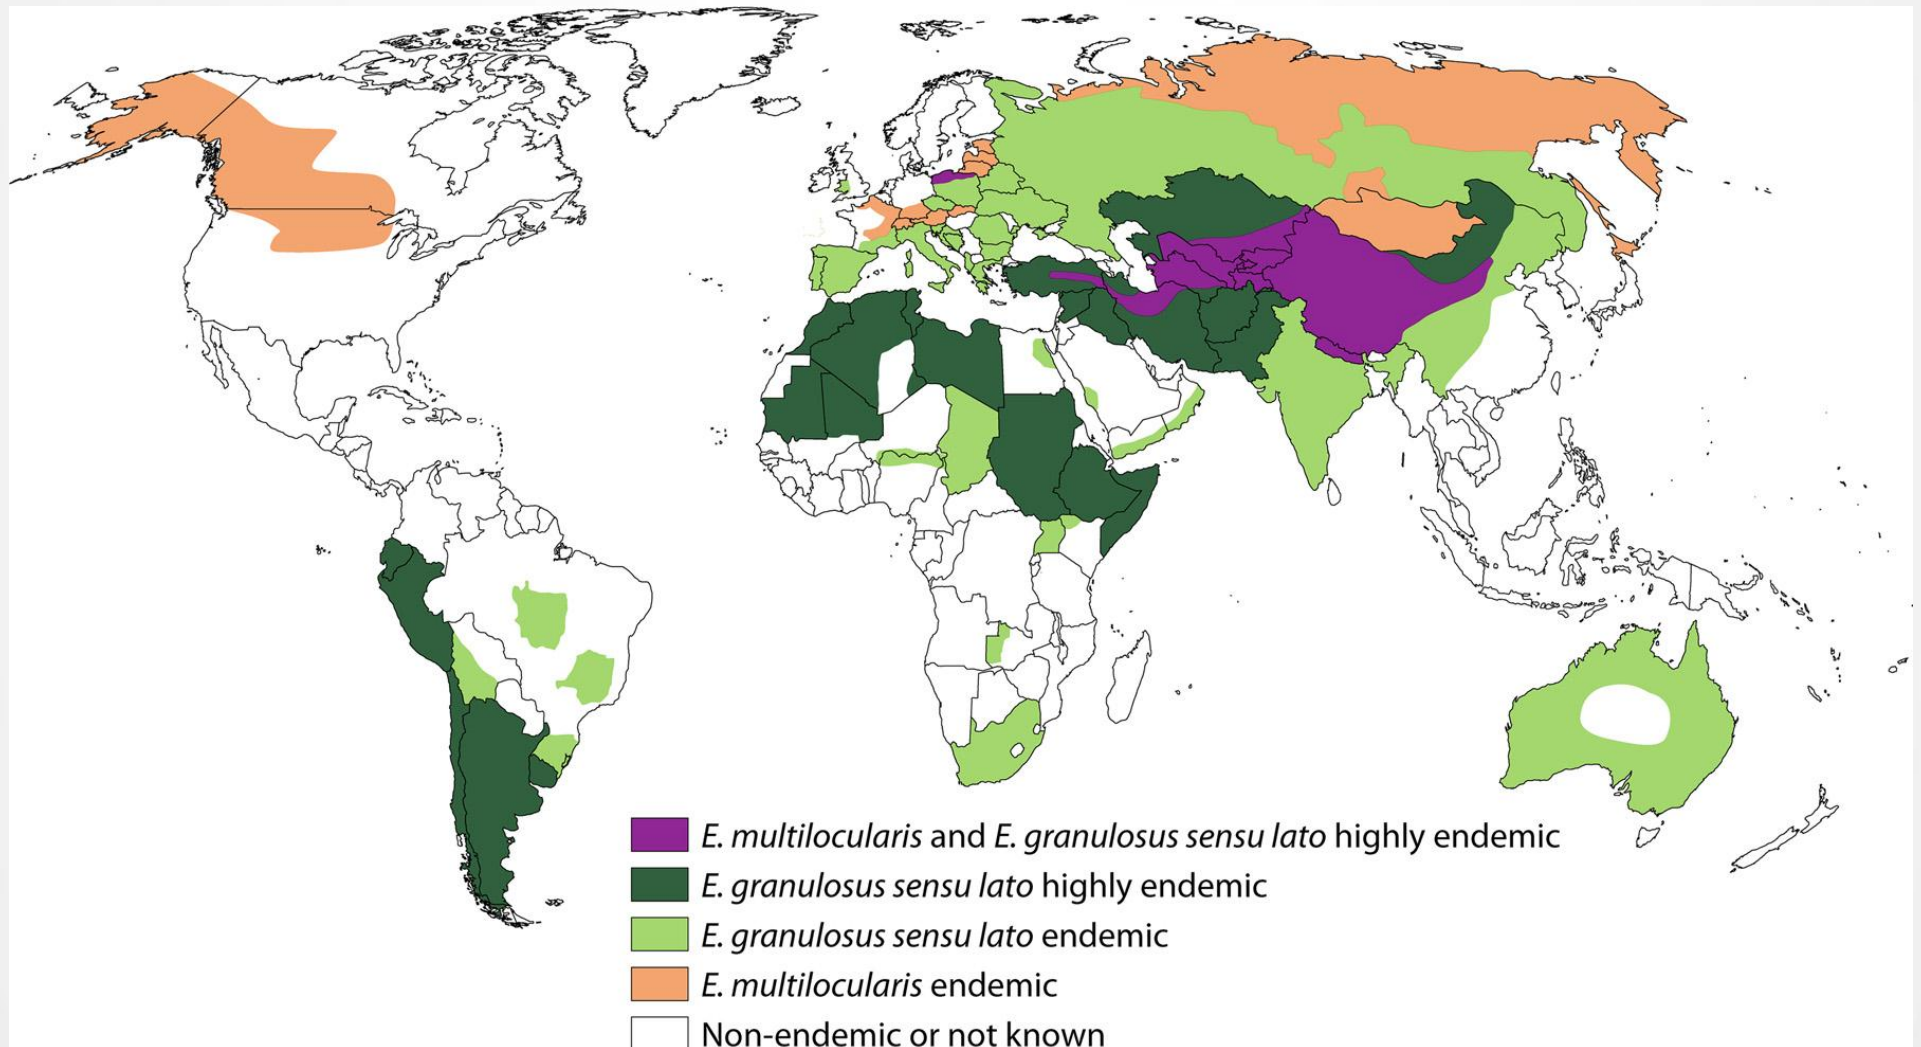 E. multilocularis and E. granulosus sensu lato highly endemic
E. granulosus sensu lato highly endemic
E. granulosus sensu lato endemic
E. multilocularis endemic
Non-endemic or not known